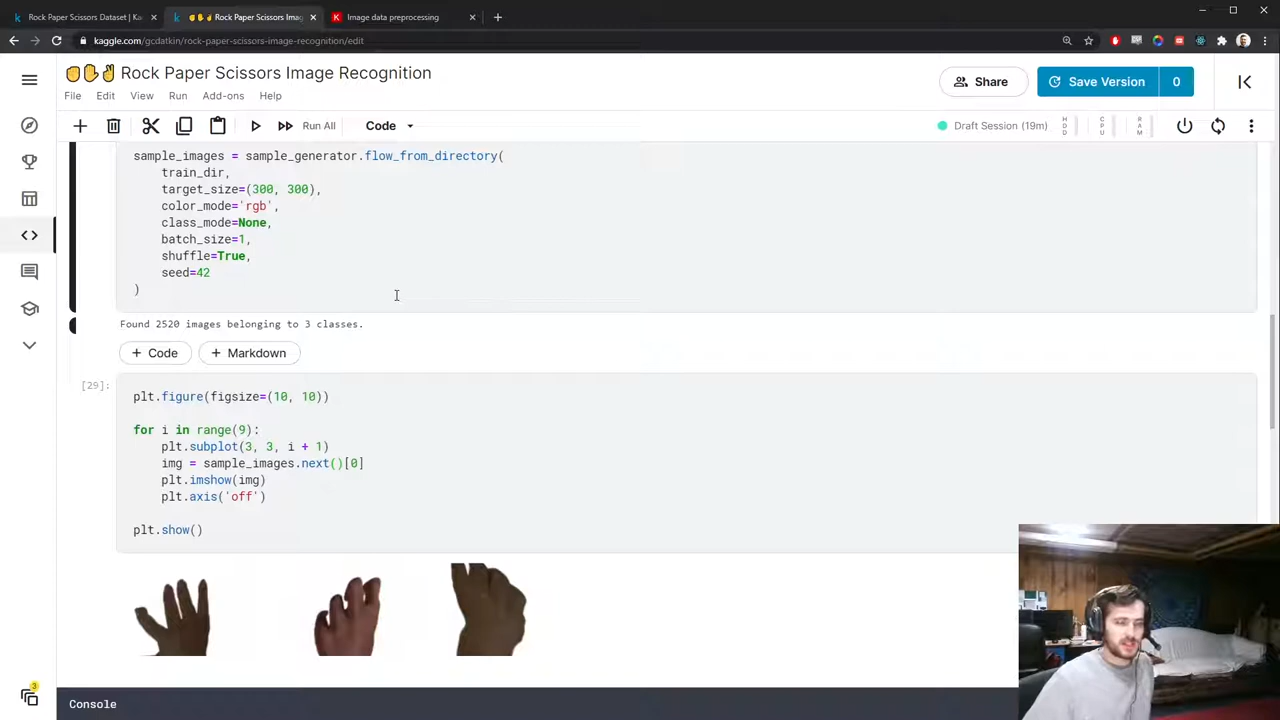 Rock Paper Scissors Dataset | Ka
Rock Paper Scissors Imag
Image data preprocessing
kaggle.com/gcdatkin/rock-paper-scissors-image-recognition/edit
✊✋✌ Rock Paper Scissors Image Recognition
Share
Save Version
0
File Edit View Run Add-ons Help
Run All
Code
Draft Session (19m)
HDD
CPU
RAM
sample_images = sample_generator.flow_from_directory(
    train_dir,
    target_size=(300, 300),
    color_mode='rgb',
    class_mode=None,
    batch_size=1,
    shuffle=True,
    seed=42
)
Found 2520 images belonging to 3 classes.
+ Code
+ Markdown
[29]:
plt.figure(figsize=(10, 10))
for i in range(9):
    plt.subplot(3, 3, i + 1)
    img = sample_images.next()[0]
    plt.imshow(img)
    plt.axis('off')
plt.show()
3
Console